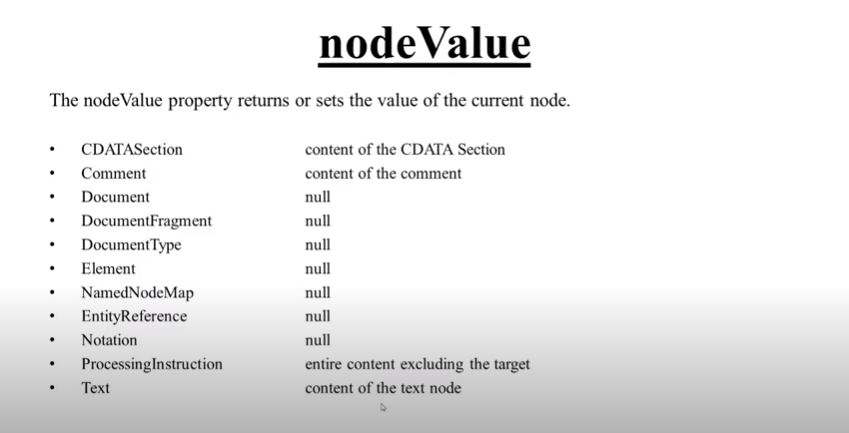 nodeValue
The nodeValue property returns or sets the value of the current node.
• CDATASection content of the CDATA Section
• Comment content of the comment
• Document null
• DocumentFragment null
• DocumentType null
• Element null
• NamedNodeMap null
• EntityReference null
• Notation null
• ProcessingInstruction entire content excluding the target
• Text content of the text node